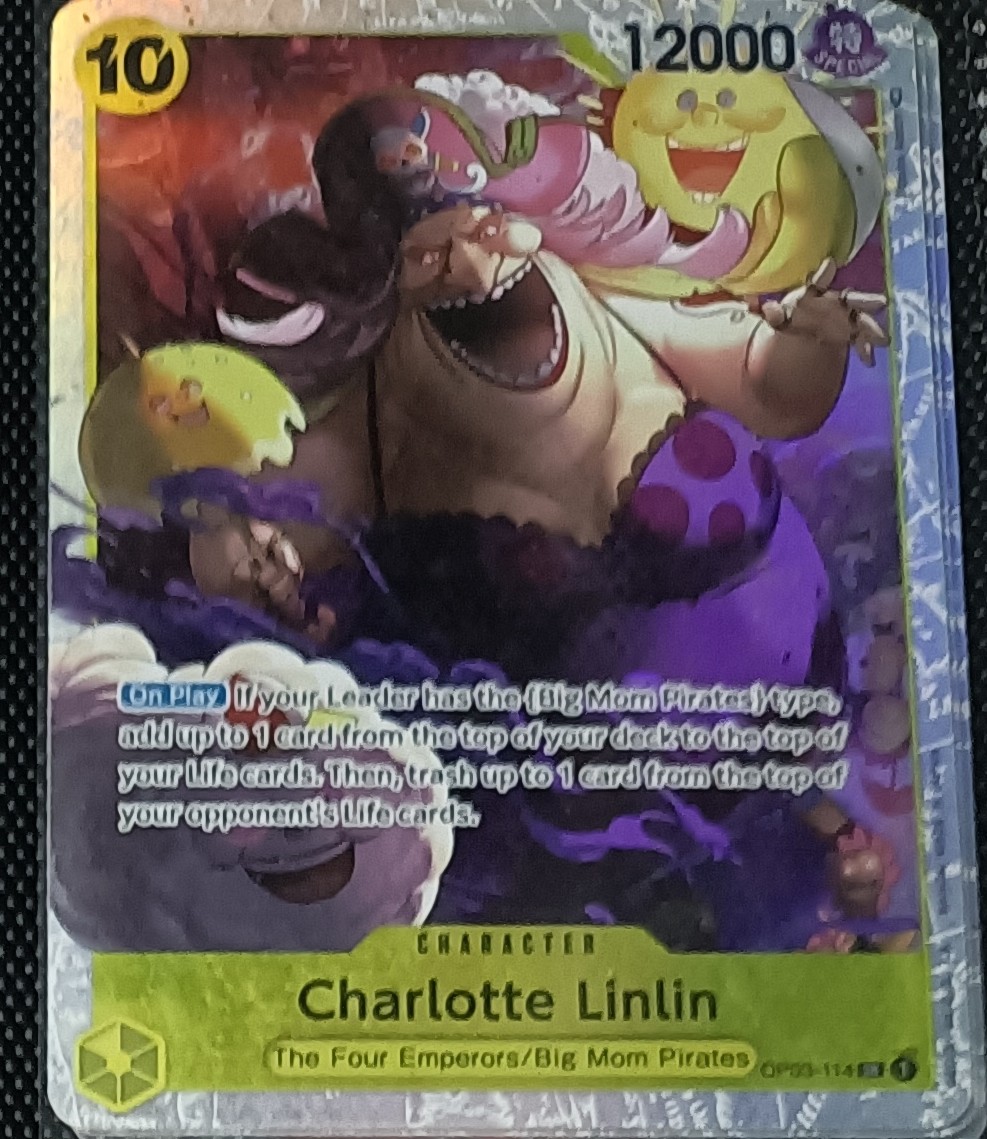 10
12000
SPECIAL
On Play If your Leader has the {Big Mom Pirates} type,
add up to 1 card from the top of your deck to the top of
your Life cards. Then, trash up to 1 card from the top of
your opponent's Life cards.
CHARACTER
Charlotte Linlin
The Four Emperors/Big Mom Pirates
OP03-114
1